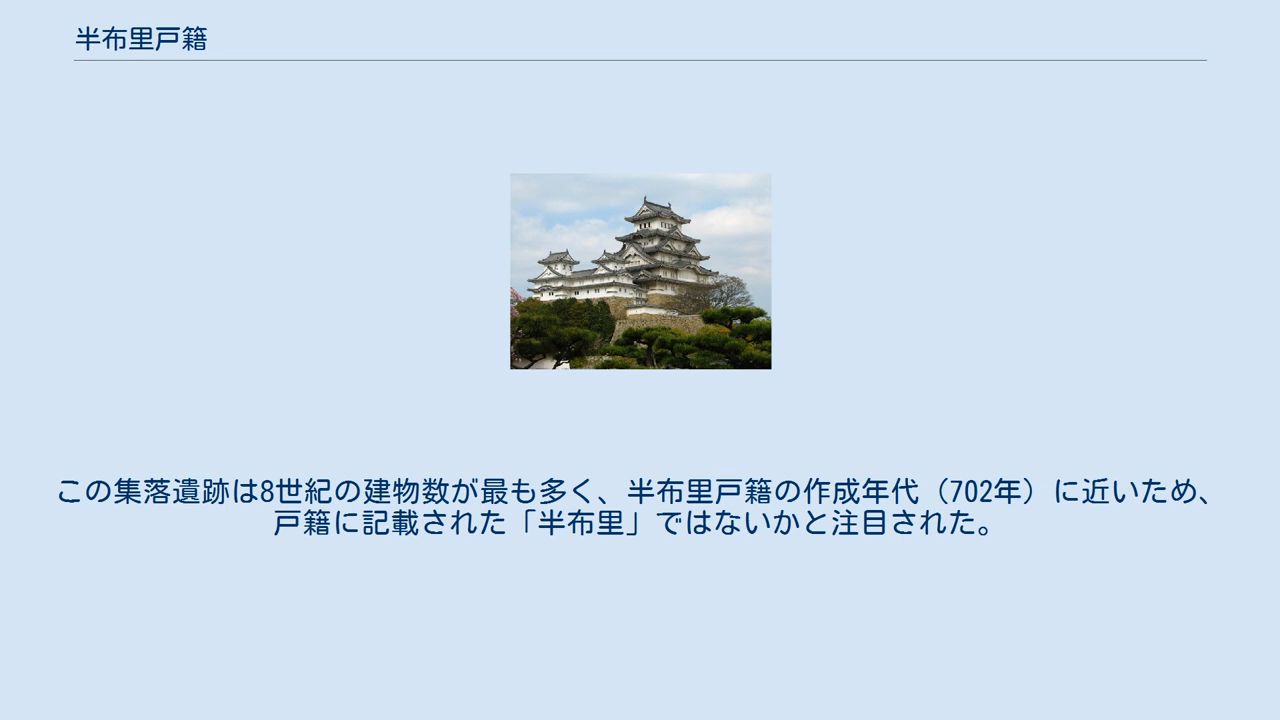 半布里戸籍
この集落遺跡は8世紀の建物数が最も多く、半布里戸籍の作成年代（702年）に近いため、
戸籍に記載された「半布里」ではないかと注目された。